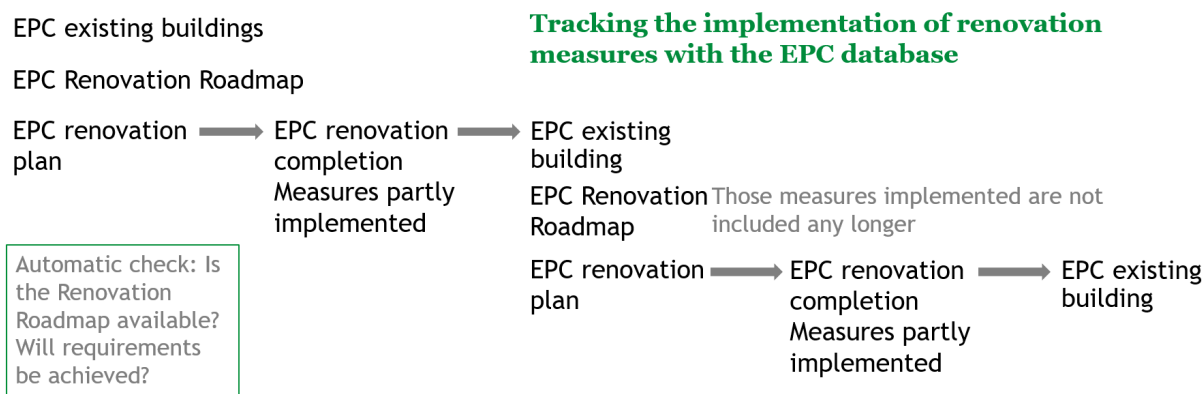 EPC existing buildings
Tracking the implementation of renovation
measures with the EPC database
EPC Renovation Roadmap
EPC renovation
plan
EPC renovation
completion
Measures partly
implemented
EPC existing
building
EPC Renovation
Roadmap
Those measures implemented are not
included any longer
Automatic check: Is
the Renovation
Roadmap available?
Will requirements
be achieved?
EPC renovation
plan
EPC renovation
completion
Measures partly
implemented
EPC existing
building